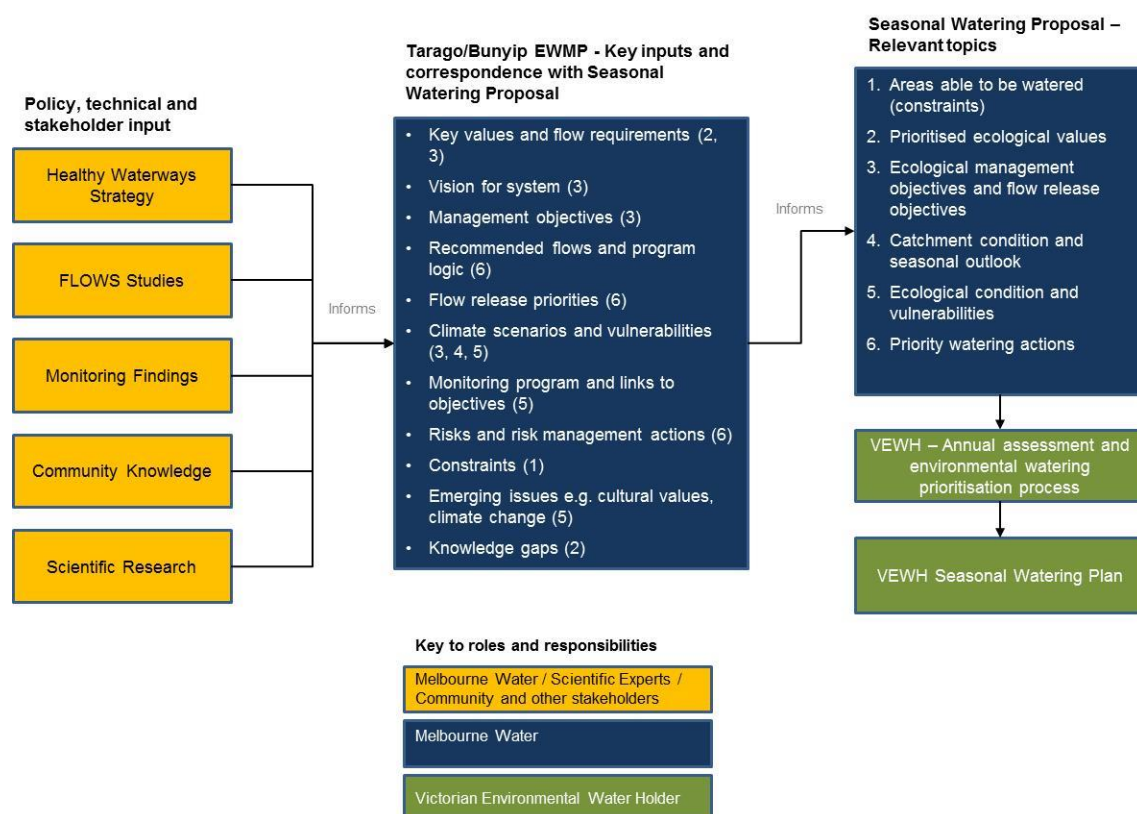 Policy, technical and
stakeholder input
Healthy Waterways
Strategy
FLOWS Studies
Monitoring Findings
Community Knowledge
Scientific Research
Informs
Tarago/Bunyip EWMP - Key inputs and
correspondence with Seasonal
Watering Proposal
• Key values and flow requirements (2,
3)
• Vision for system (3)
• Management objectives (3)
• Recommended flows and program
logic (6)
• Flow release priorities (6)
• Climate scenarios and vulnerabilities
(3, 4, 5)
• Monitoring program and links to
objectives (5)
• Risks and risk management actions (6)
• Constraints (1)
• Emerging issues e.g. cultural values,
climate change (5)
• Knowledge gaps (2)
Informs
Seasonal Watering Proposal –
Relevant topics
1. Areas able to be watered
(constraints)
2. Prioritised ecological values
3. Ecological management
objectives and flow release
objectives
4. Catchment condition and
seasonal outlook
5. Ecological condition and
vulnerabilities
6. Priority watering actions
VEWH – Annual assessment and
environmental watering
prioritisation process
VEWH Seasonal Watering Plan
Key to roles and responsibilities
Melbourne Water / Scientific Experts /
Community and other stakeholders
Melbourne Water
Victorian Environmental Water Holder